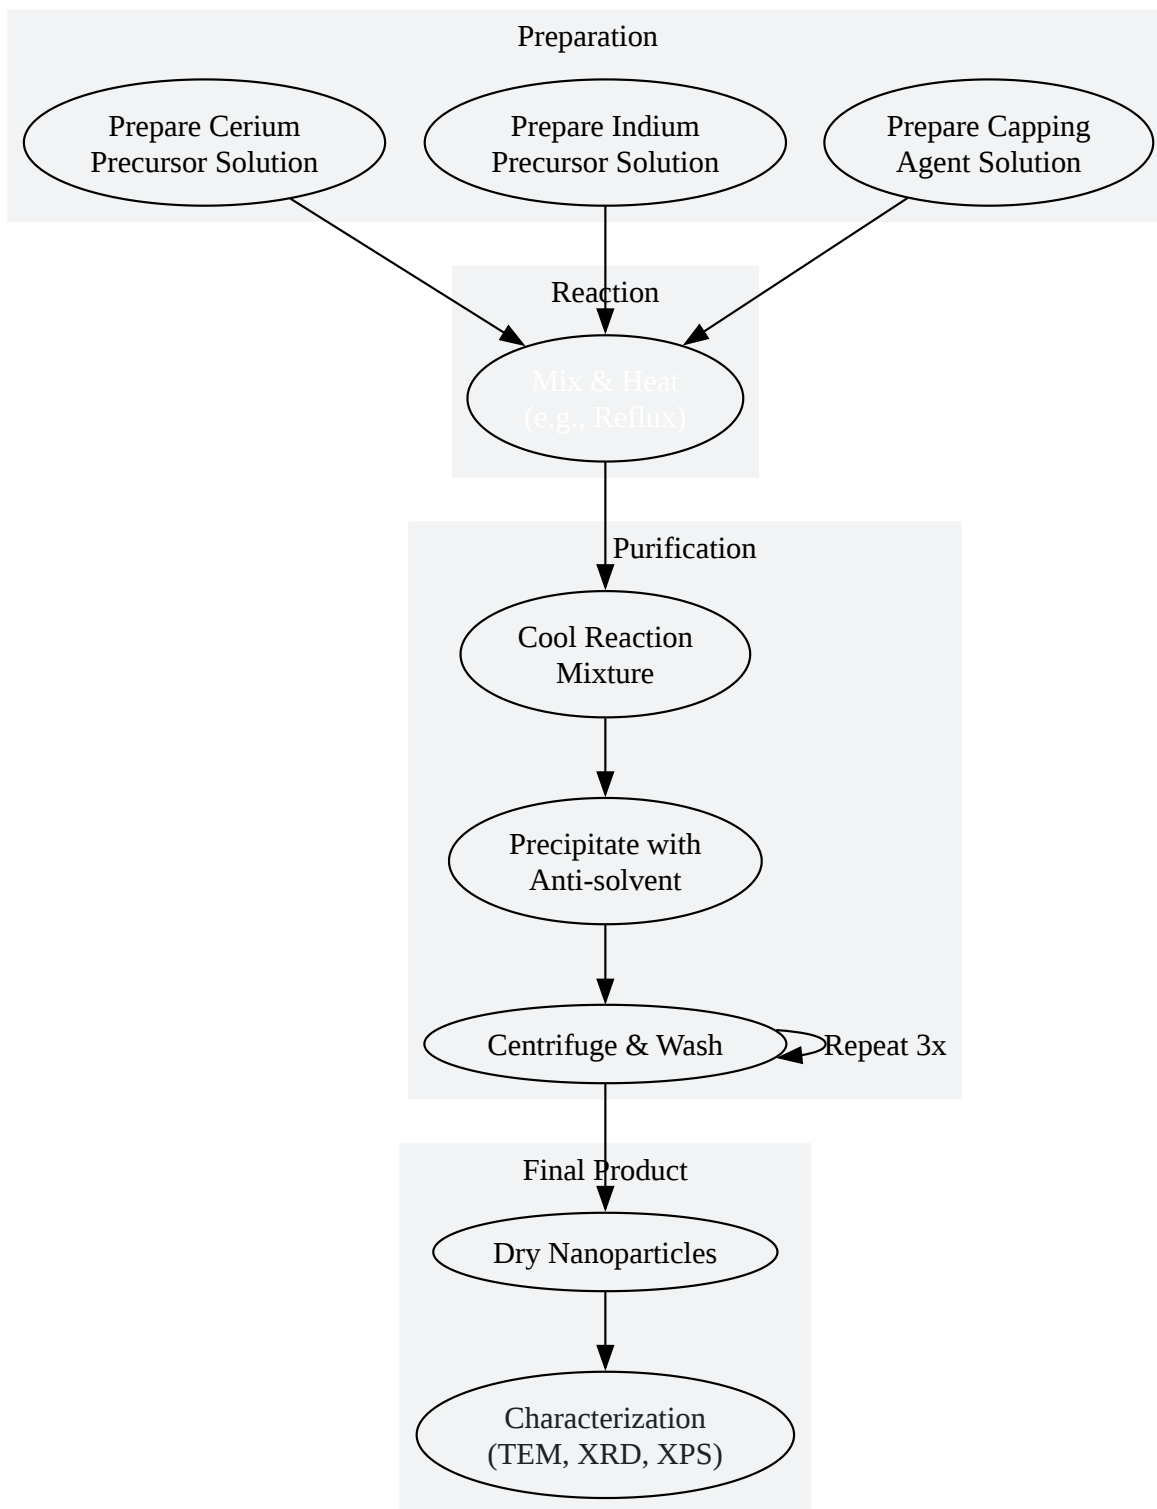 Preparation
Prepare Cerium
Precursor Solution
Prepare Indium
Precursor Solution
Prepare Capping
Agent Solution
Reaction
Mix & Heat
(e.g., Reflux)
Purification
Cool Reaction
Mixture
Precipitate with
Anti-solvent
Centrifuge & Wash
Repeat 3x
Final Product
Dry Nanoparticles
Characterization
(TEM, XRD, XPS)